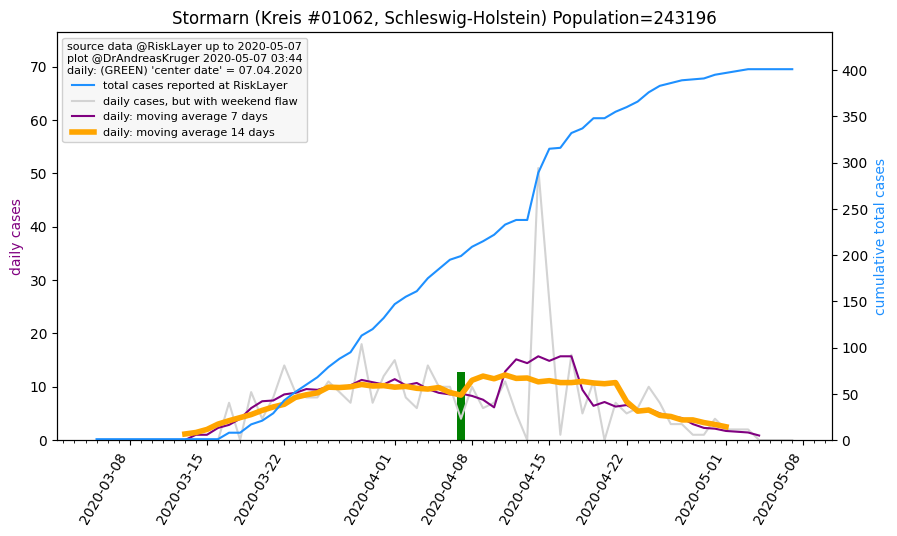 Stormarn (Kreis #01062, Schleswig-Holstein) Population=243196
source data @RiskLayer up to 2020-05-07
plot @DrAndreasKruger 2020-05-07 03:44
daily: (GREEN) 'center date' = 07.04.2020
total cases reported at RiskLayer
daily cases, but with weekend flaw
daily: moving average 7 days
daily: moving average 14 days
daily cases
70
60
50
40
30
20
10
0
400
350
300
250
200
150
100
50
0
cumulative total cases
2020-03-08
2020-03-15
2020-03-22
2020-04-01
2020-04-08
2020-04-15
2020-04-22
2020-05-01
2020-05-08